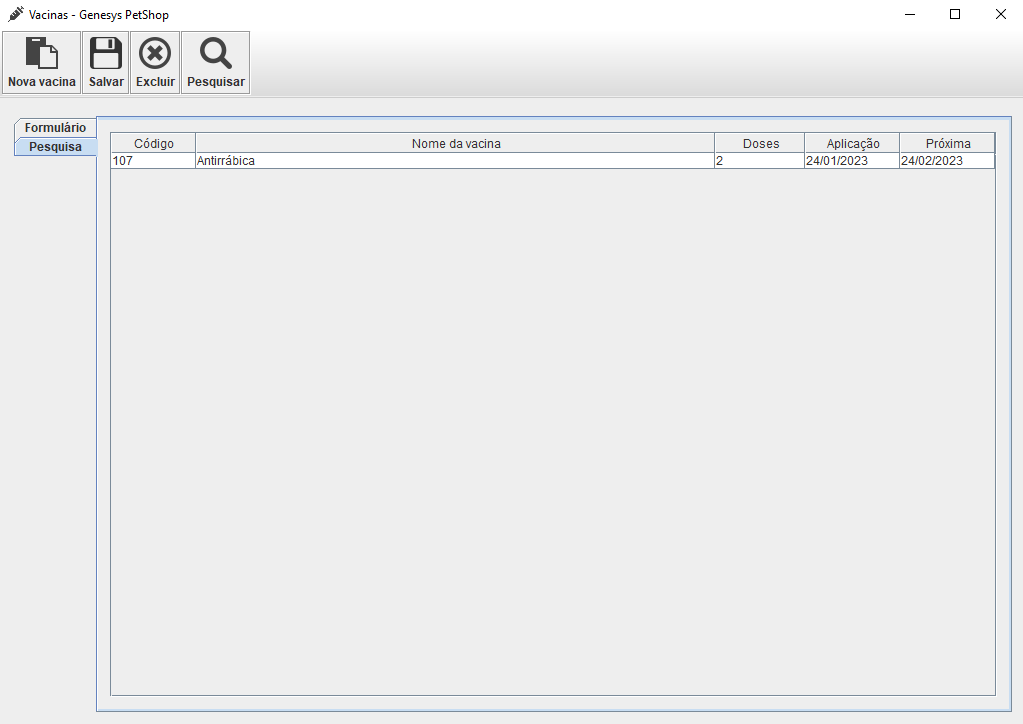 Vacinas - Genesys PetShop
Nova vacina Salvar Excluir Pesquisar
Formulário
Pesquisa
Código Nome da vacina Doses Aplicação Próxima
107 Antirrábica 2 24/01/2023 24/02/2023